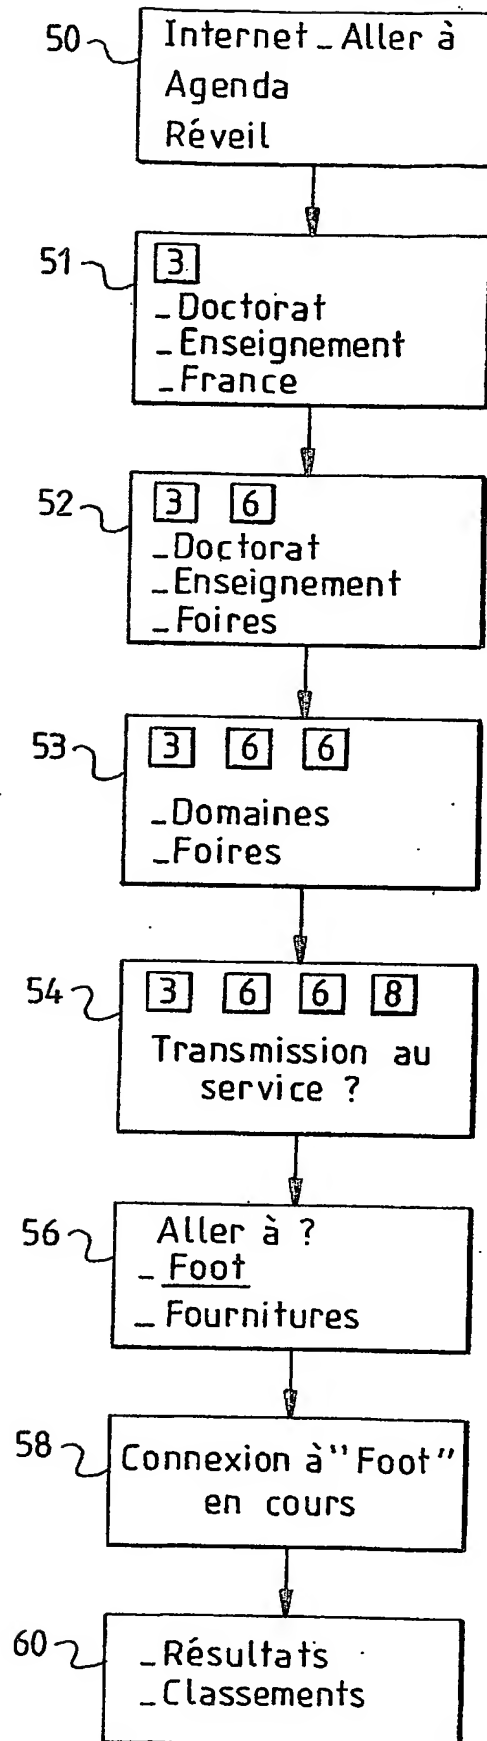 50
Internet_Aller à
Agenda
Réveil
51
3
_Doctorat
_Enseignement
_France
52
3 6
_Doctorat
_Enseignement
_Foires
53
3 6 6
_Domaines
_Foires
54
3 6 6 8
Transmission au
service ?
56
Aller à ?
_ Foot
_ Fournitures
58
Connexion à "Foot"
en cours
60
_Résultats
_Classements